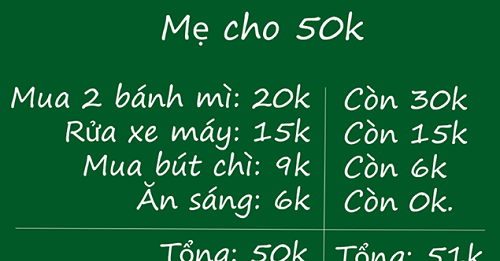 Mẹ cho 50k
Mua 2 bánh mì: 20k Còn 30k
Rửa xe máy: 15k Còn 15k
Mua bút chì: 9k Còn 6k
Ăn sáng: 6k Còn 0k.
Tổng: 50k Tổng: 51k